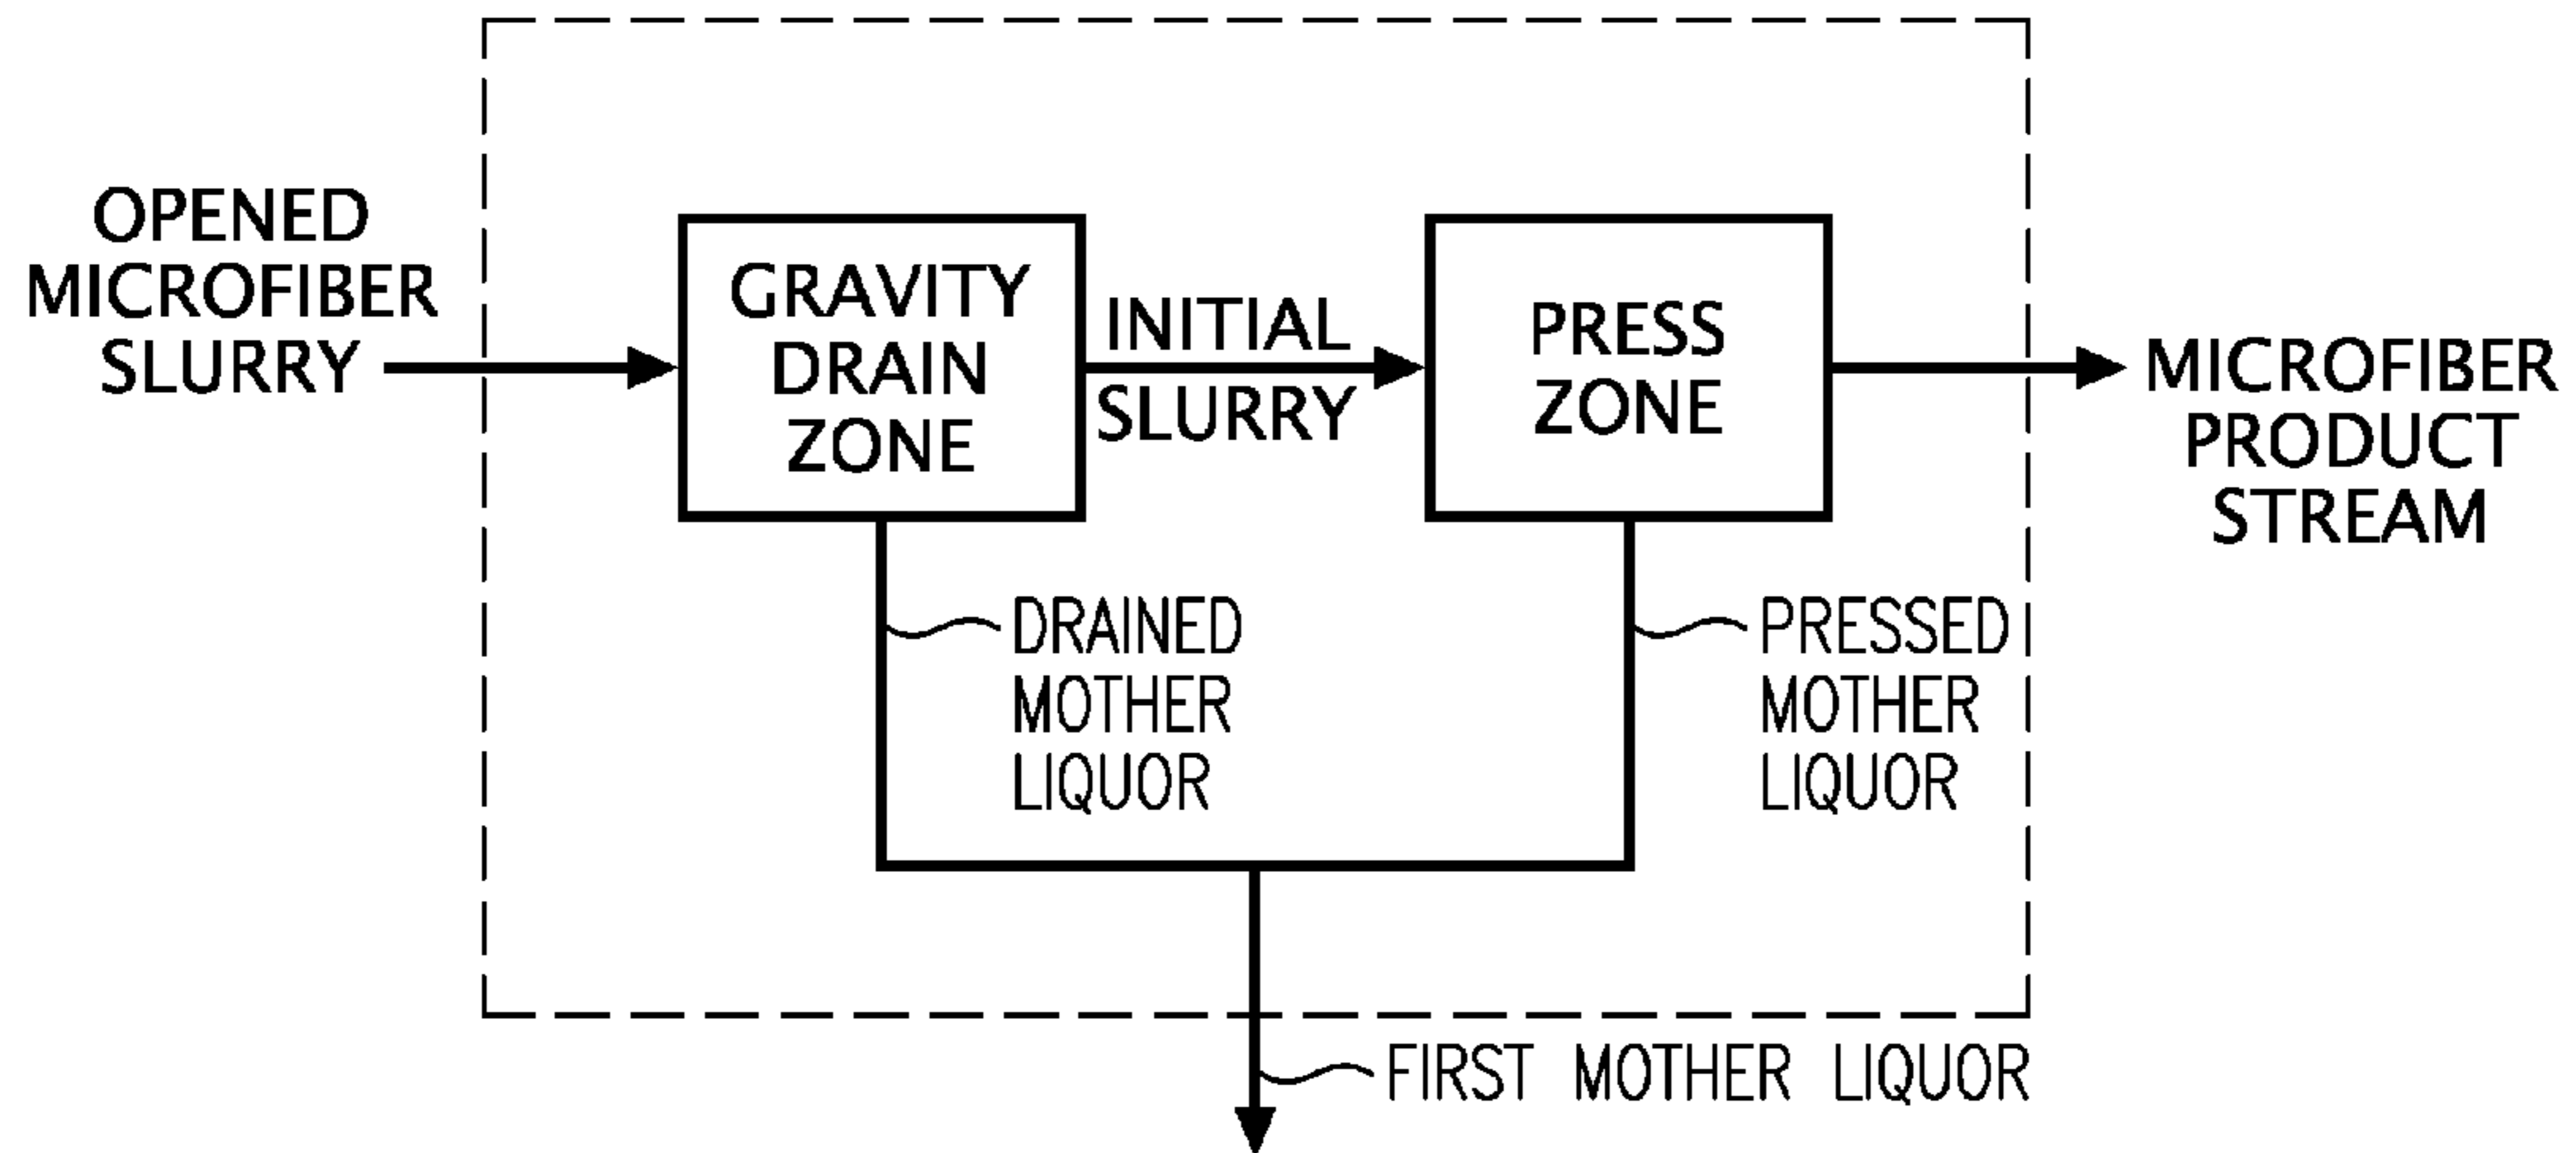 OPENED
MICROFIBER
SLURRY
GRAVITY
DRAIN
ZONE
INITIAL
SLURRY
PRESS
ZONE
MICROFIBER
PRODUCT
STREAM
DRAINED
MOTHER
LIQUOR
PRESSED
MOTHER
LIQUOR
FIRST MOTHER LIQUOR